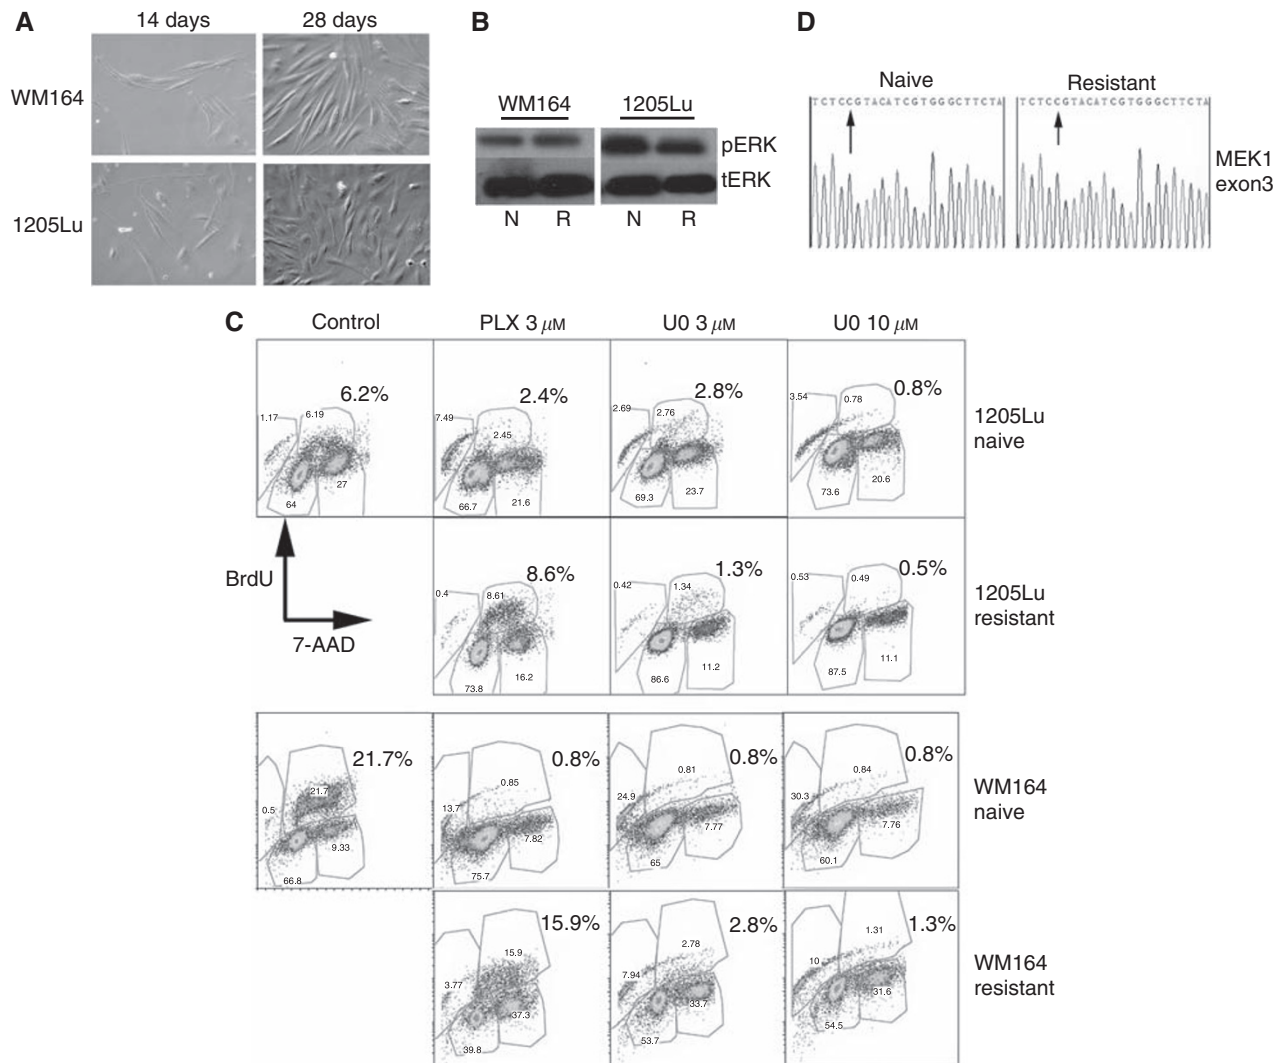 A
14 days
28 days
WM164
1205Lu
B
WM164
1205Lu
pERK
tERK
N
R
N
R
D
Naive
Resistant
TCTCCGTACATCGTGGGCTTCTA
TCTCCGTACATCGTGGGCTTCTA
MEK1
exon3
C
Control
PLX 3 μM
U0 3 μM
U0 10 μM
6.2%
1.17
6.19
64
27
2.4%
7.49
2.45
66.7
21.6
2.8%
2.69
2.76
69.3
23.7
0.8%
3.54
0.78
73.6
20.6
1205Lu
naive
BrdU
7-AAD
8.6%
0.4
8.61
73.8
16.2
1.3%
0.42
1.34
86.6
11.2
0.5%
0.53
0.49
87.5
11.1
1205Lu
resistant
21.7%
0.5
21.7
66.8
9.33
0.8%
13.7
0.85
75.7
7.82
0.8%
24.9
0.81
65
7.77
0.8%
30.3
0.84
60.1
7.76
WM164
naive
15.9%
3.77
15.9
39.8
37.3
2.8%
7.94
2.78
53.7
33.7
1.3%
10
1.31
54.5
31.6
WM164
resistant